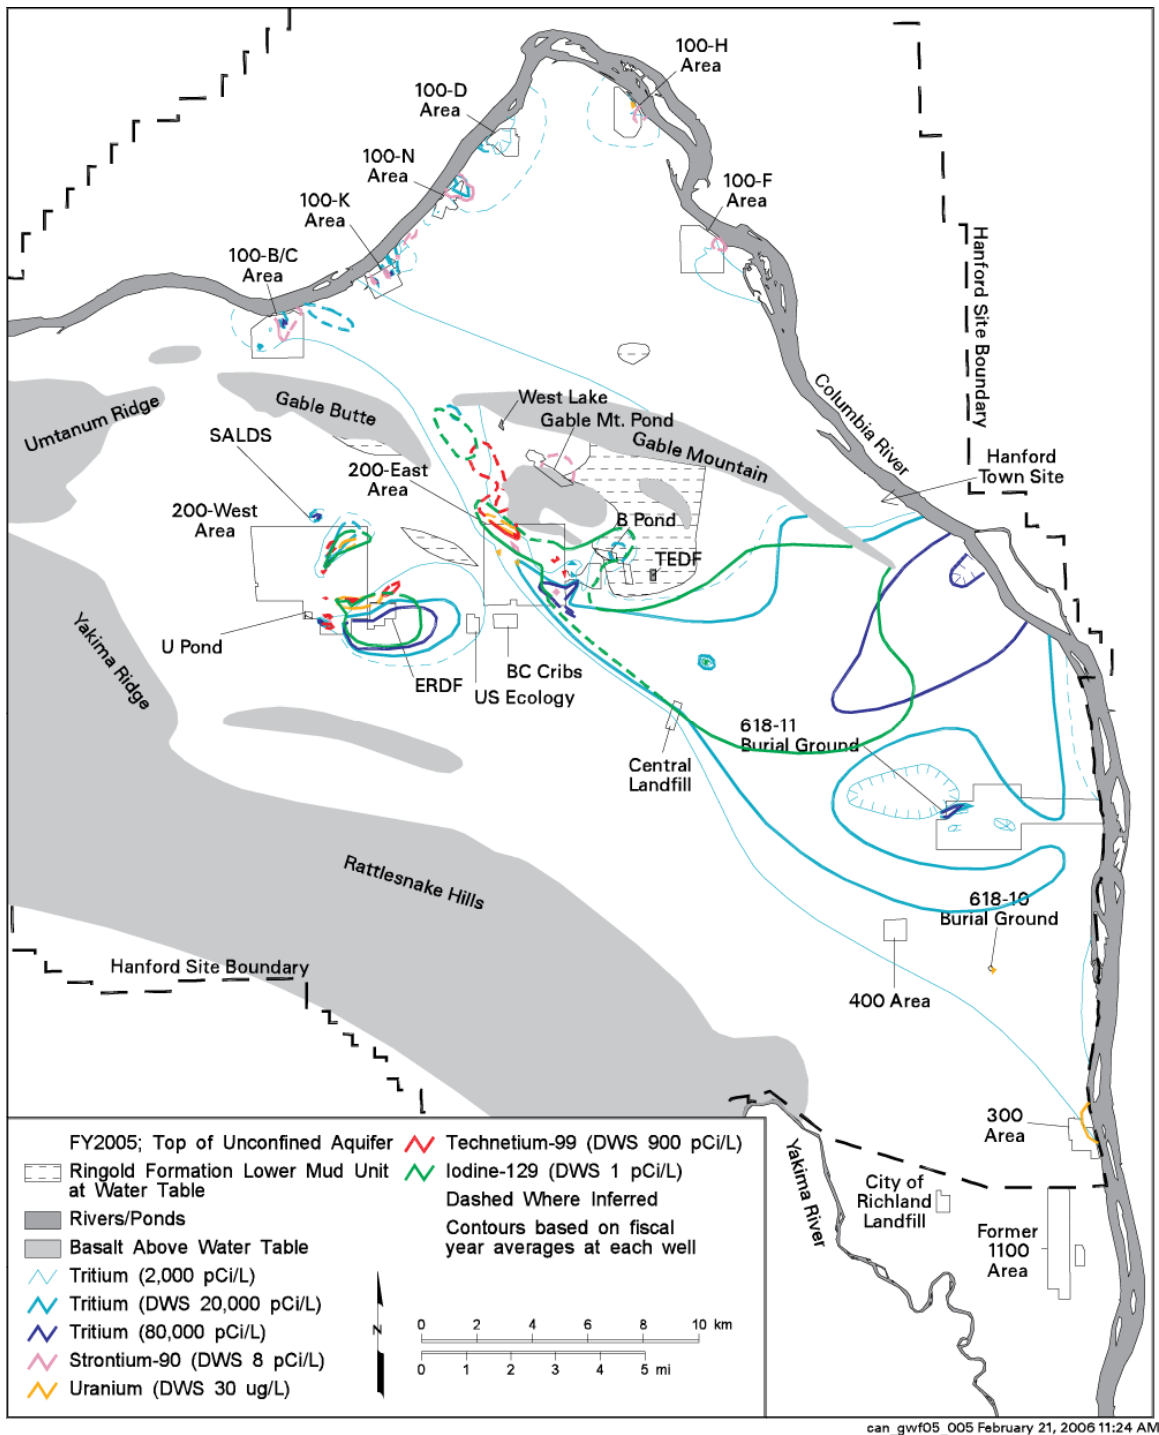 100-H
Area
100-D
Area
100-N
Area
100-F
Area
100-K
Area
100-B/C
Area
Hanford Site Boundary
Columbia River
Umtanum Ridge
Gable Butte
West Lake
Gable Mt. Pond
Gable Mountain
SALDS
200-East
Area
Hanford
Town Site
200-West
Area
B Pond
TEDF
Yakima Ridge
U Pond
ERDF
BC Cribs
US Ecology
618-11
Burial Ground
Central
Landfill
Rattlesnake Hills
618-10
Burial Ground
Hanford Site Boundary
400 Area
300
Area
Yakima River
City of
Richland
Landfill
Former
1100
Area
FY2005; Top of Unconfined Aquifer
Ringold Formation Lower Mud Unit
at Water Table
Rivers/Ponds
Basalt Above Water Table
Tritium (2,000 pCi/L)
Tritium (DWS 20,000 pCi/L)
Tritium (80,000 pCi/L)
Strontium-90 (DWS 8 pCi/L)
Uranium (DWS 30 ug/L)
Technetium-99 (DWS 900 pCi/L)
Iodine-129 (DWS 1 pCi/L)
Dashed Where Inferred
Contours based on fiscal
year averages at each well
N
0 2 4 6 8 10 km
0 1 2 3 4 5 mi
can_gwf05_005 February 21, 2006 11:24 AM